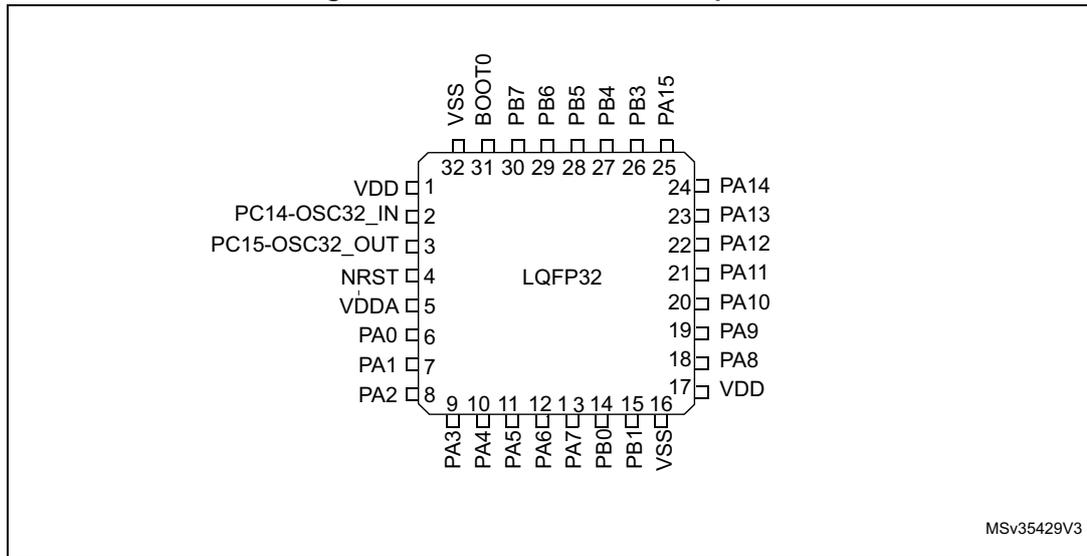 VSS
BOOT0
PB7
PB6
PB5
PB4
PB3
PA15
32 31 30 29 28 27 26 25
VDD 1
PC14-OSC32_IN 2
PC15-OSC32_OUT 3
NRST 4
VDDA 5
PA0 6
PA1 7
PA2 8
LQFP32
24 PA14
23 PA13
22 PA12
21 PA11
20 PA10
19 PA9
18 PA8
17 VDD
9 10 11 12 13 14 15 16
PA3
PA4
PA5
PA6
PA7
PB0
PB1
VSS
MSv35429V3